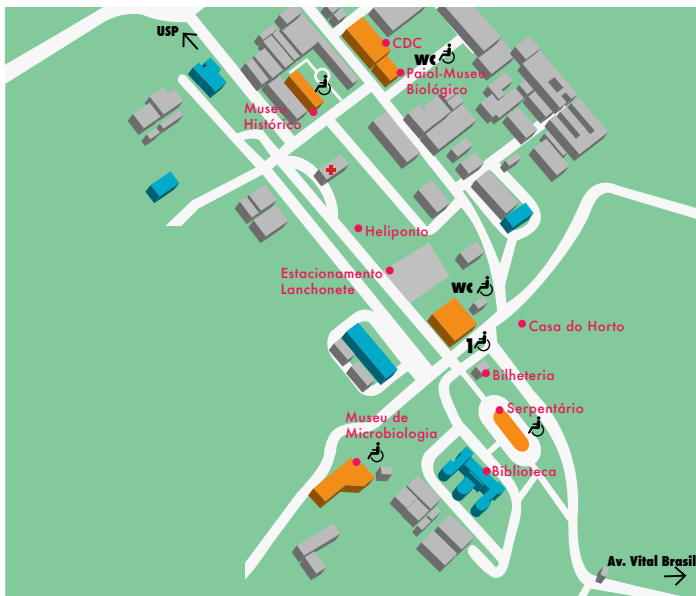 USP
CDC
WC
Paiol-Museu
Biológico
Museu
Histórico
Heliponto
Estacionamento
Lanchonete
WC
Casa do Horto
1
Bilheteria
Serpentário
Museu de
Microbiologia
Biblioteca
Av. Vital Brasil